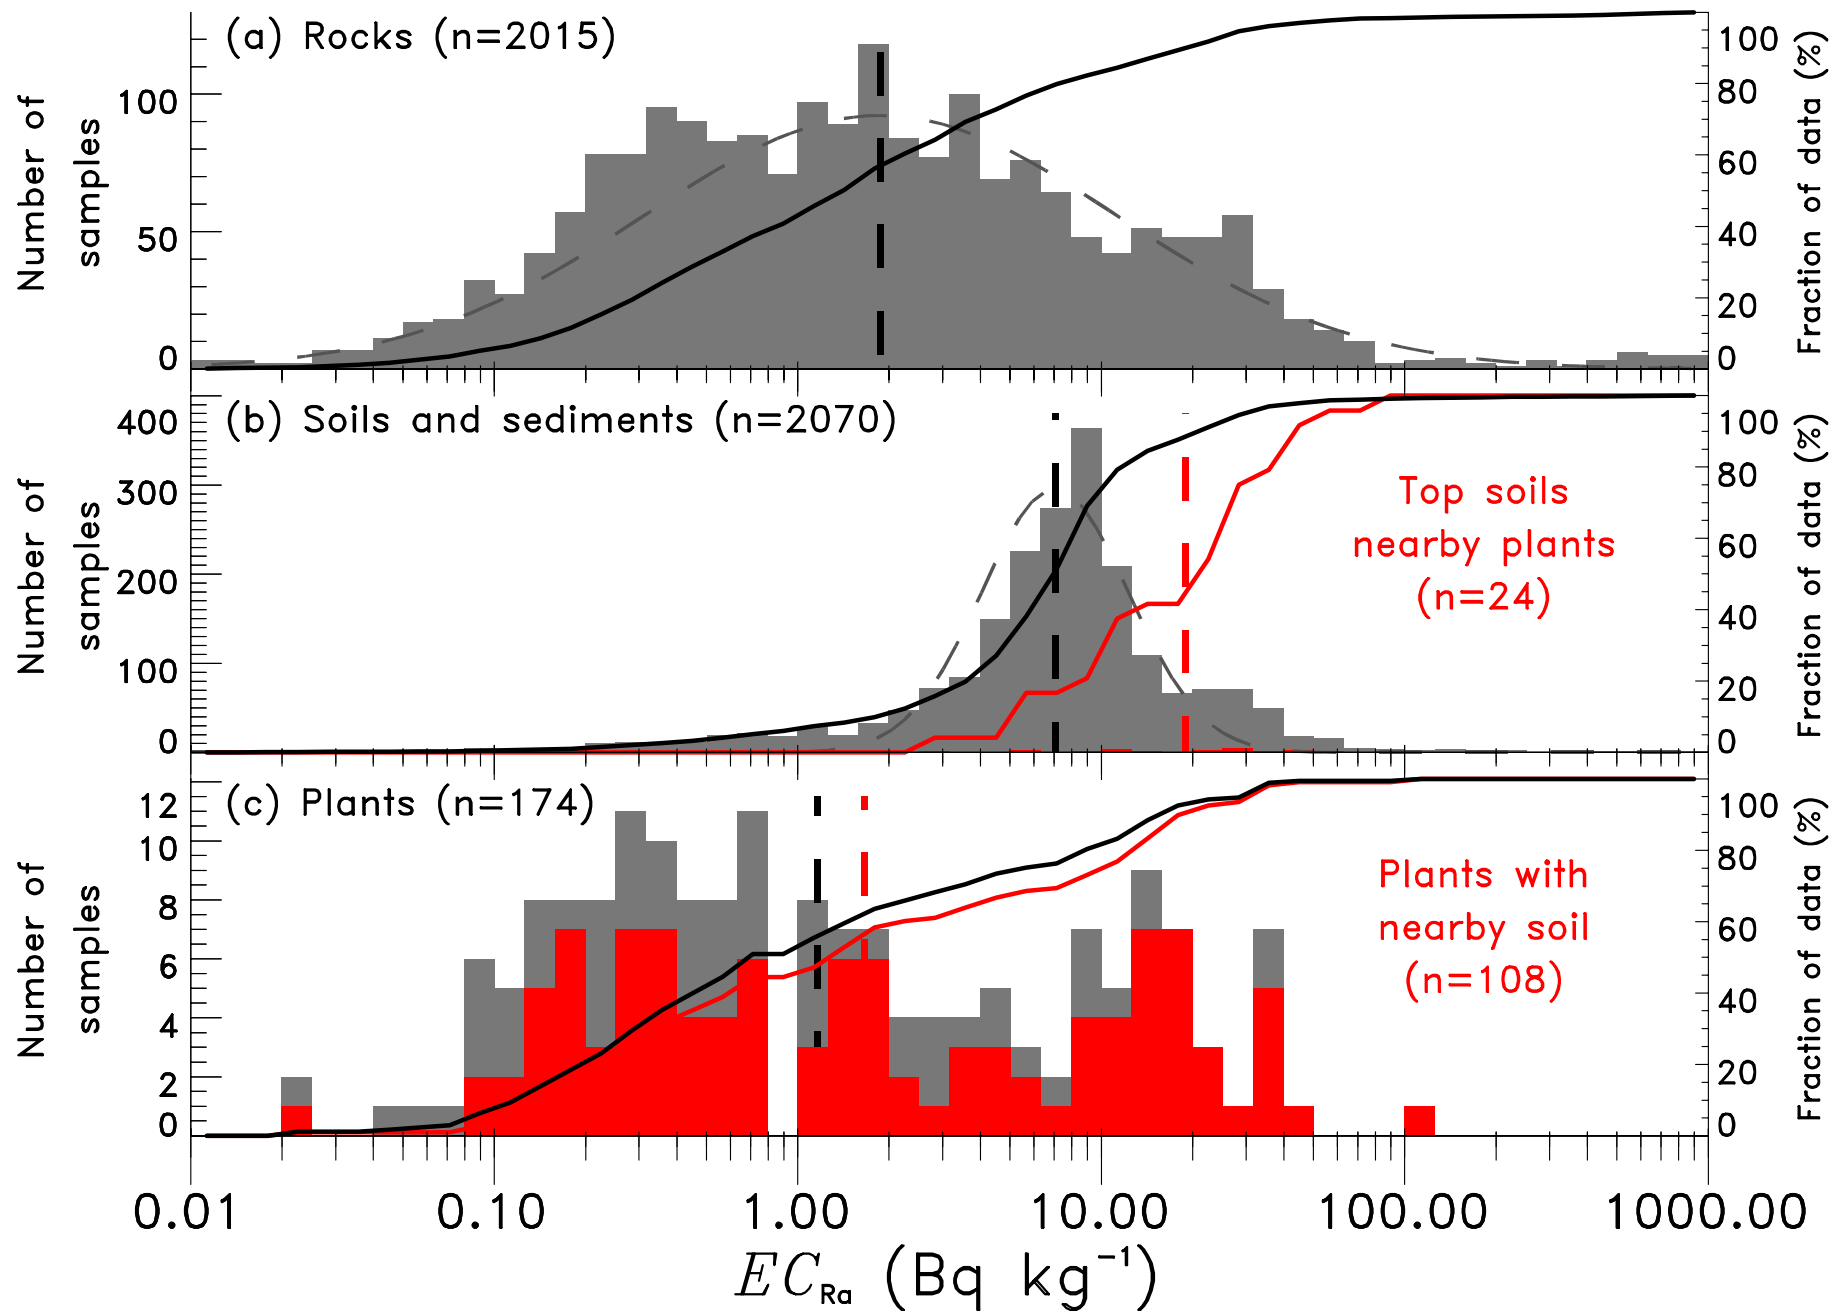 (a) Rocks (n=2015)
Number of
samples
100
50
0
100
80
60
40
20
0
Fraction of data (%)
(b) Soils and sediments (n=2070)
Number of
samples
400
300
200
100
0
Top soils
nearby plants
(n=24)
100
80
60
40
20
0
Fraction of data (%)
(c) Plants (n=174)
Number of
samples
12
10
8
6
4
2
0
Plants with
nearby soil
(n=108)
100
80
60
40
20
0
Fraction of data (%)
0.01 0.10 1.00 10.00 100.00 1000.00
EC_Ra (Bq kg⁻¹)